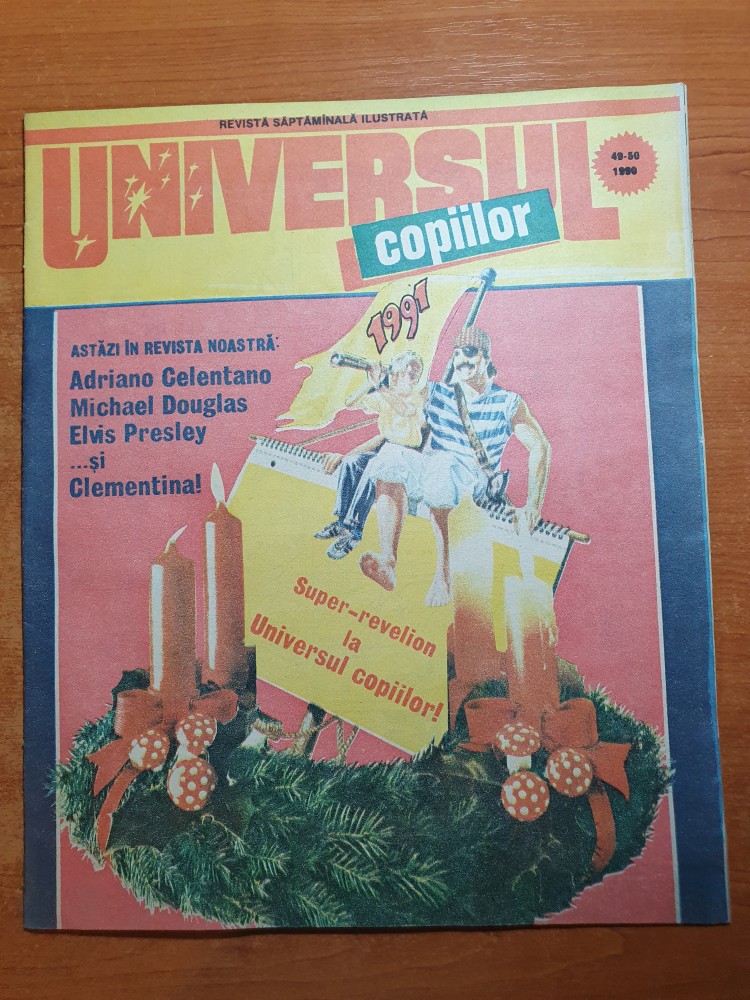 REVISTĂ SĂPTĂMÎNALĂ ILUSTRATĂ
UNIVERSUL
copiilor
49-50
1990
1991
ASTĂZI ÎN REVISTA NOASTRĂ:
Adriano Celentano
Michael Douglas
Elvis Presley
...și
Clementina!
Super-revelion
la
Universul copiilor!